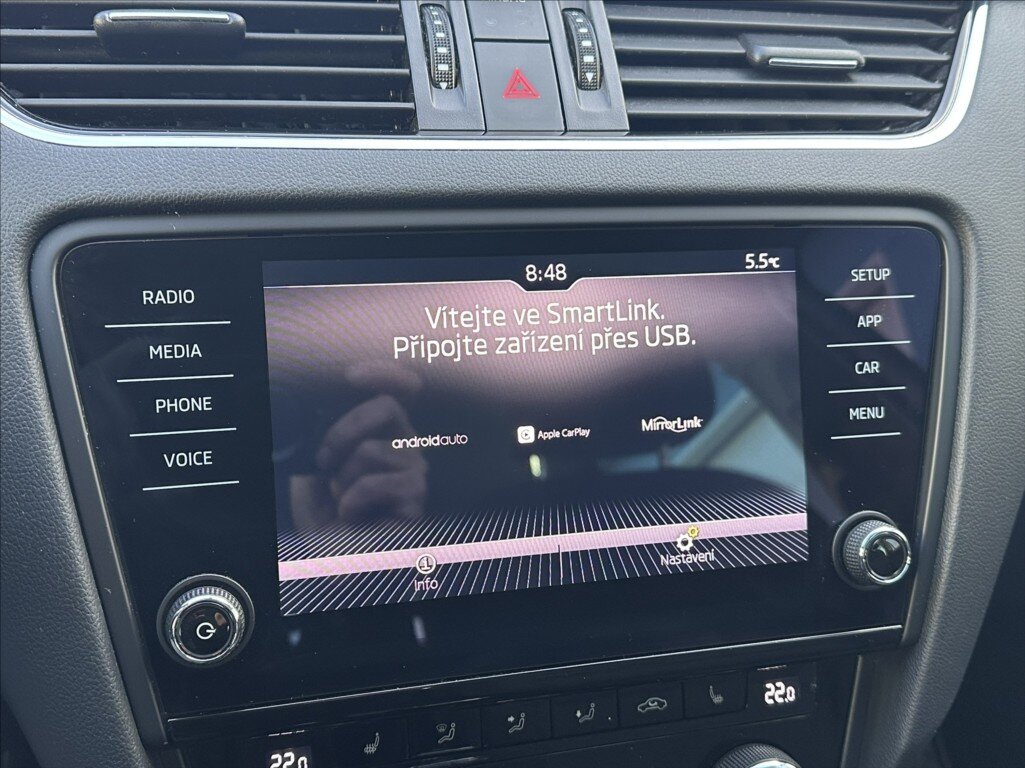 8:48
5.5°C
RADIO
MEDIA
PHONE
VOICE
Vítejte ve SmartLink.
Připojte zařízení přes USB.
androidauto
Apple CarPlay
MirrorLink
Info
Nastavení
SETUP
APP
CAR
MENU
22.0
22.0